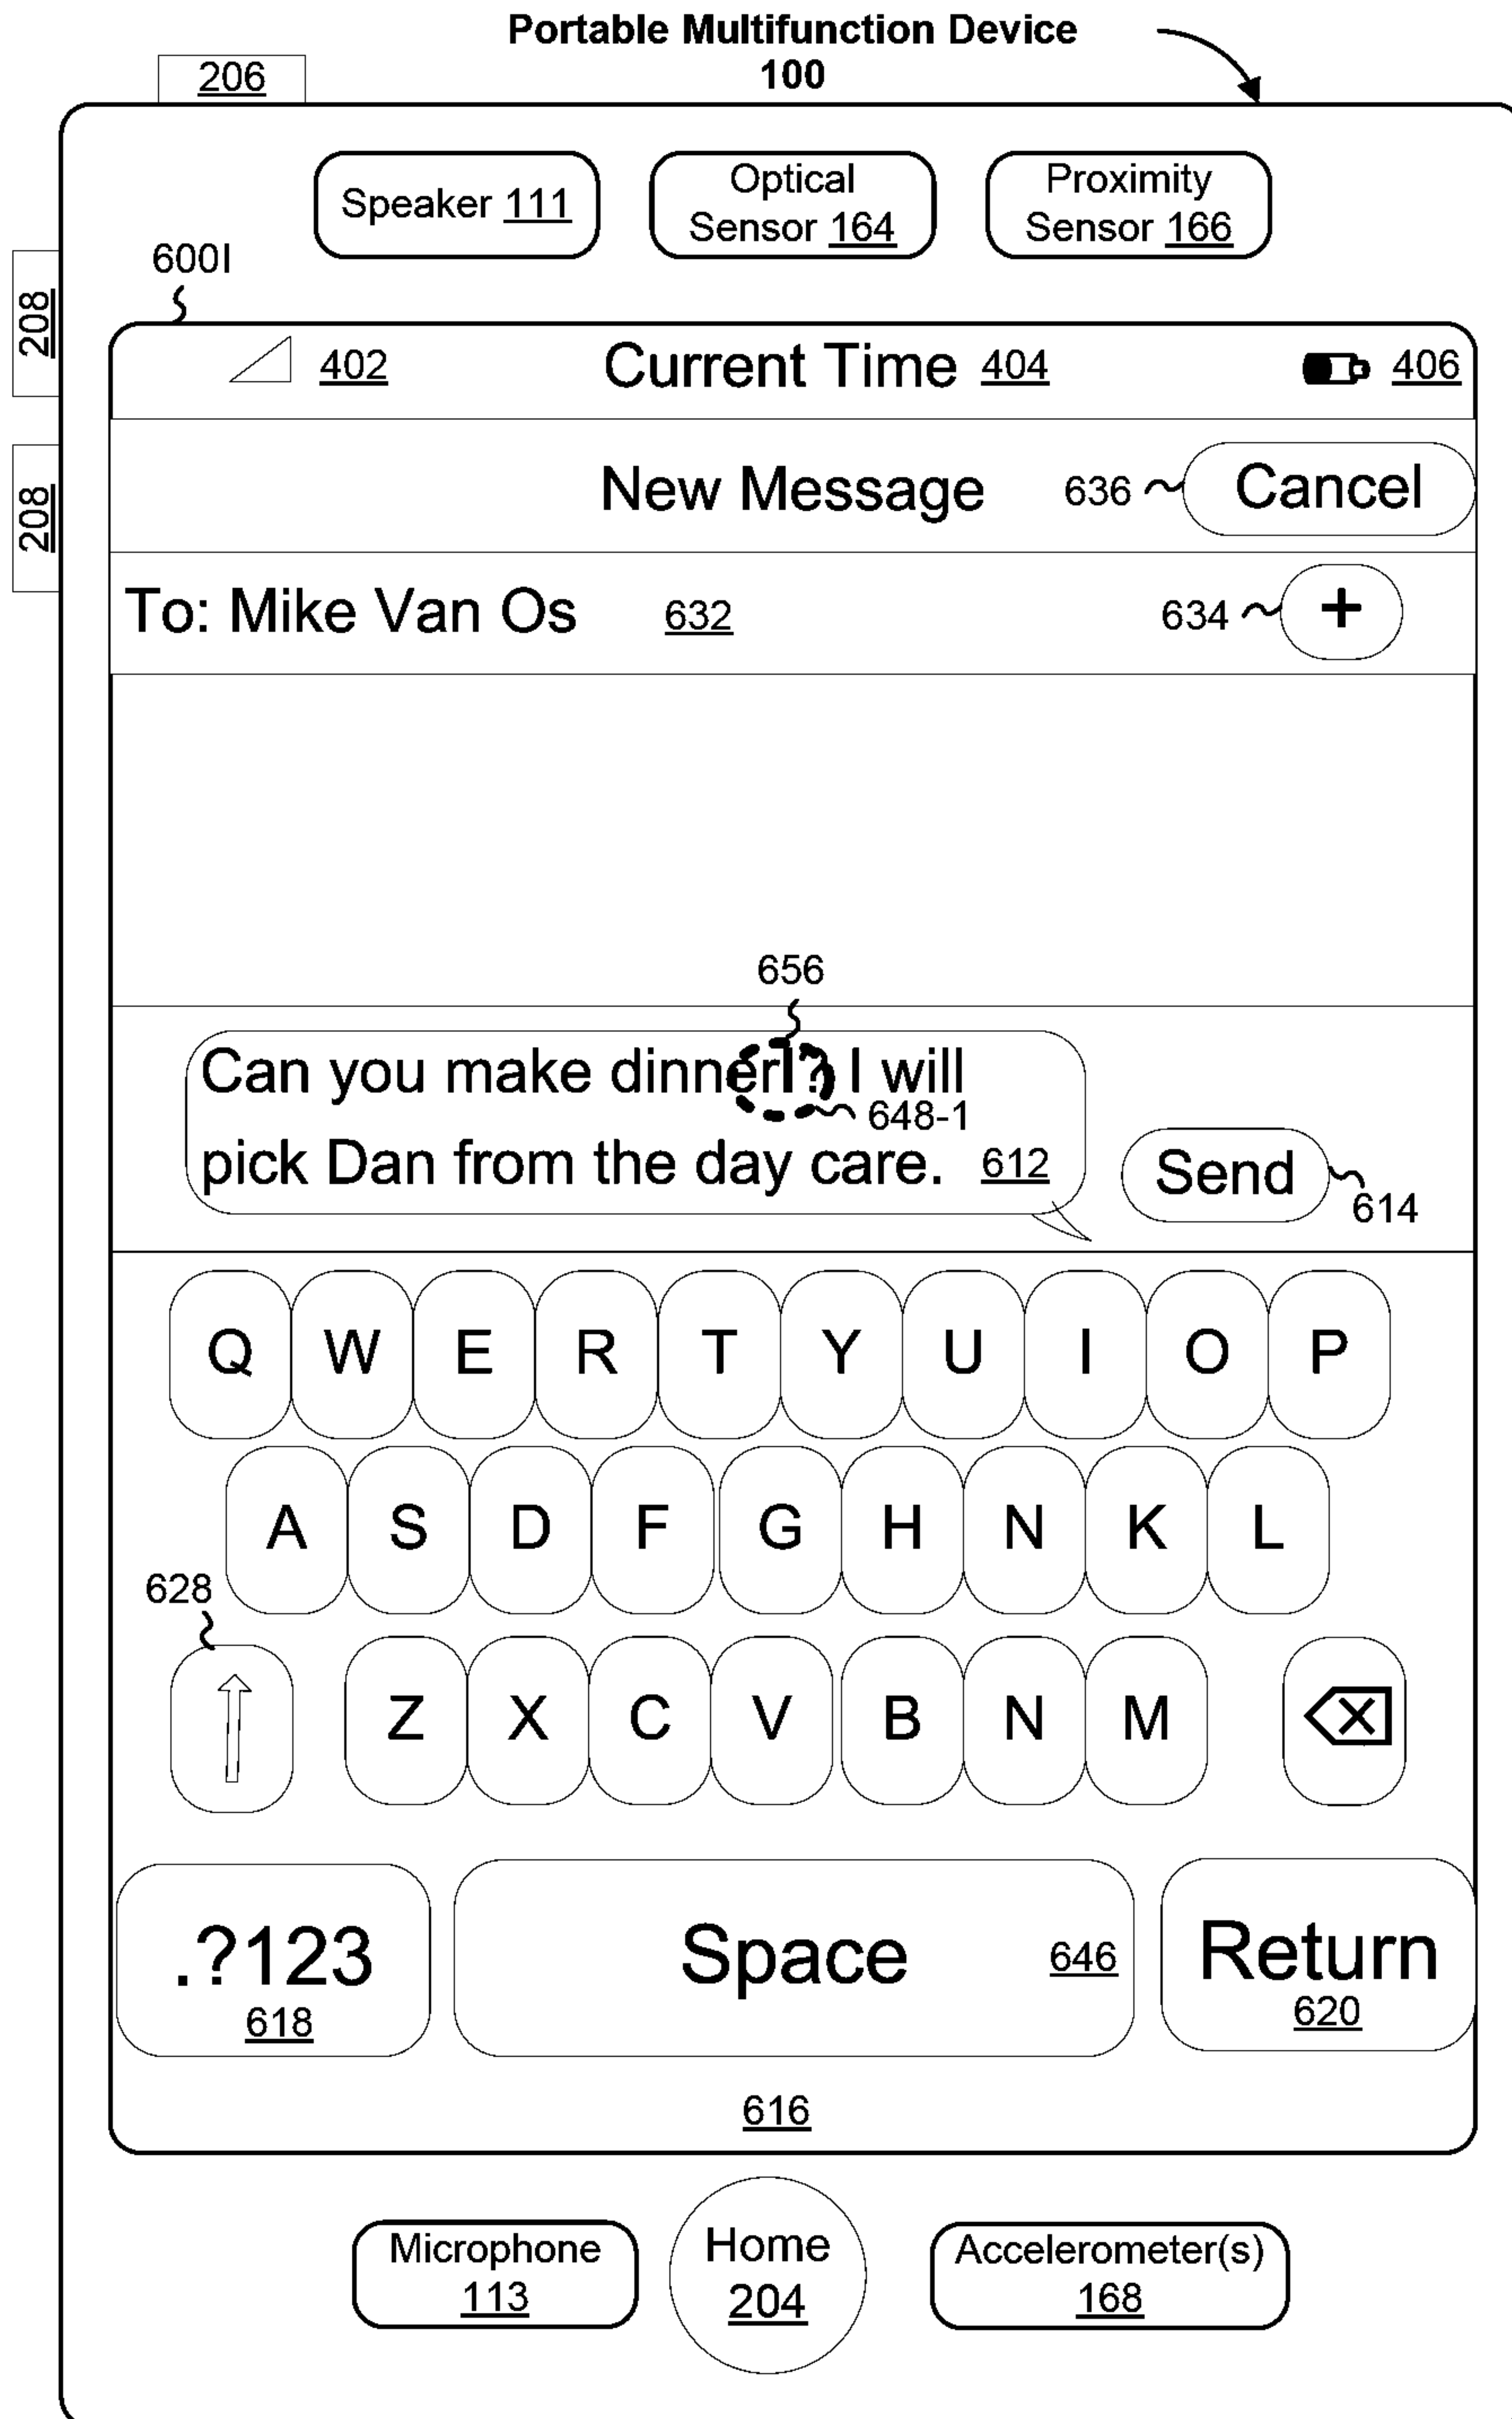 Portable Multifunction Device
100
206
Speaker 111
Optical
Sensor 164
Proximity
Sensor 166
600I
208
208
402
Current Time 404
406
New Message
636
Cancel
To: Mike Van Os
632
634
+
656
Can you make dinner? I will
648-1
pick Dan from the day care.
612
Send
614
Q W E R T Y U I O P
A S D F G H N K L
628
Z X C V B N M
.?123
618
Space
646
Return
620
616
Microphone
113
Home
204
Accelerometer(s)
168